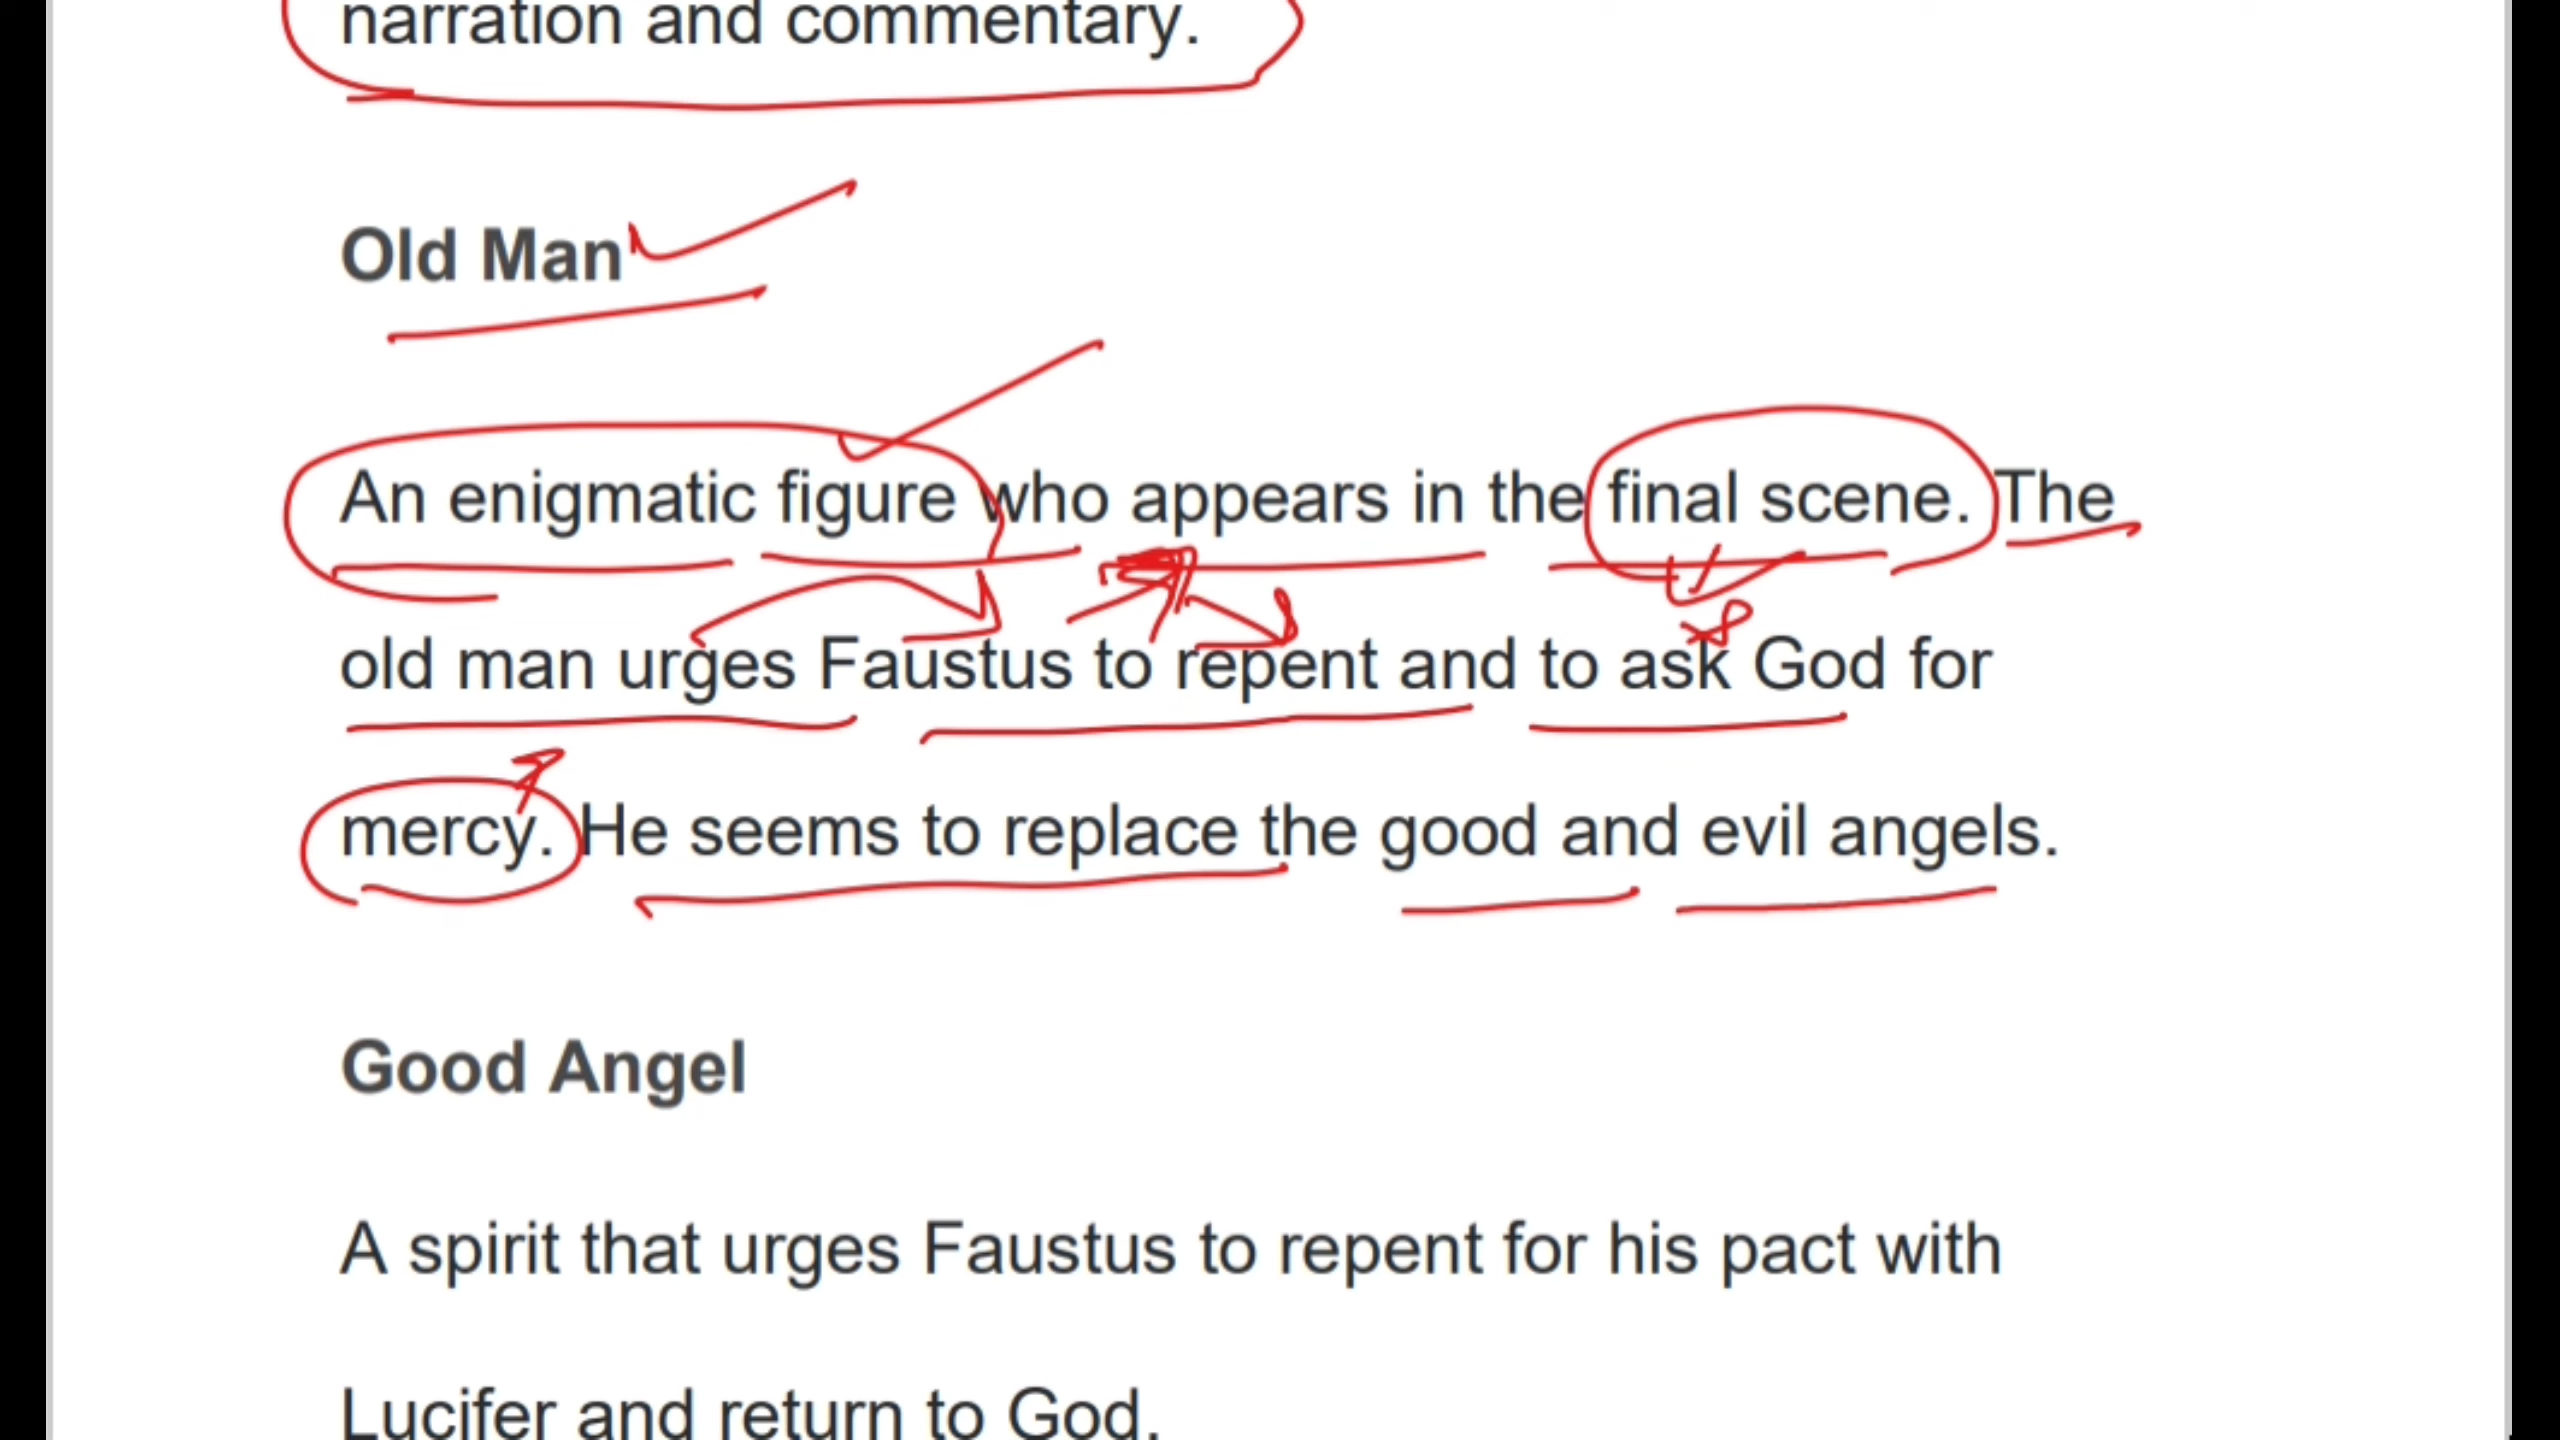 narration and commentary.
Old Man
An enigmatic figure who appears in the final scene. The
old man urges Faustus to repent and to ask God for
mercy. He seems to replace the good and evil angels.
Good Angel
A spirit that urges Faustus to repent for his pact with
Lucifer and return to God.